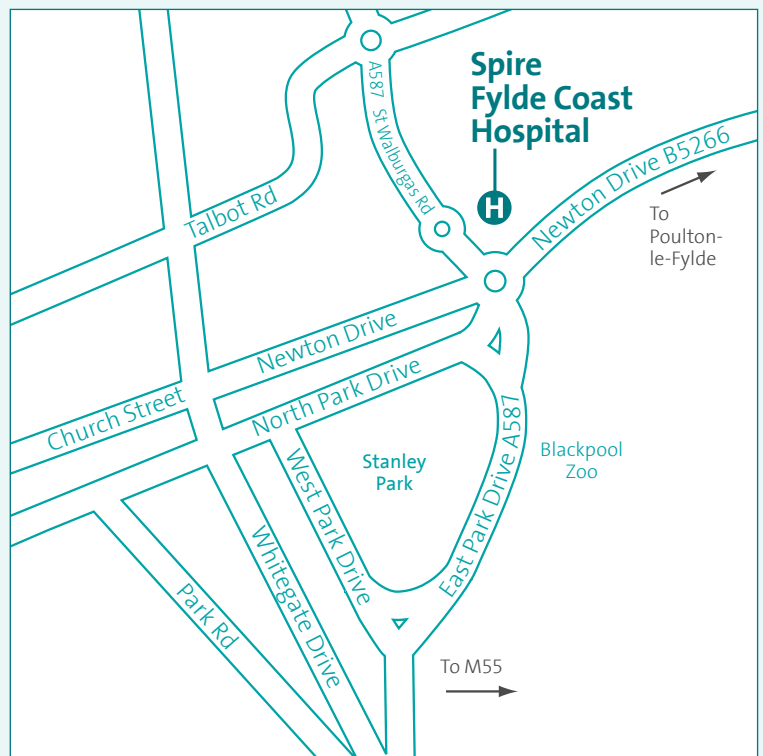 Spire
Fylde Coast
Hospital
A587 St Walburgas Rd
H
Newton Drive B5266
To
Poulton-
le-Fylde
Talbot Rd
Newton Drive
North Park Drive
Church Street
East Park Drive A587
Stanley
Park
Blackpool
Zoo
West Park Drive
Whitegate Drive
Park Rd
To M55